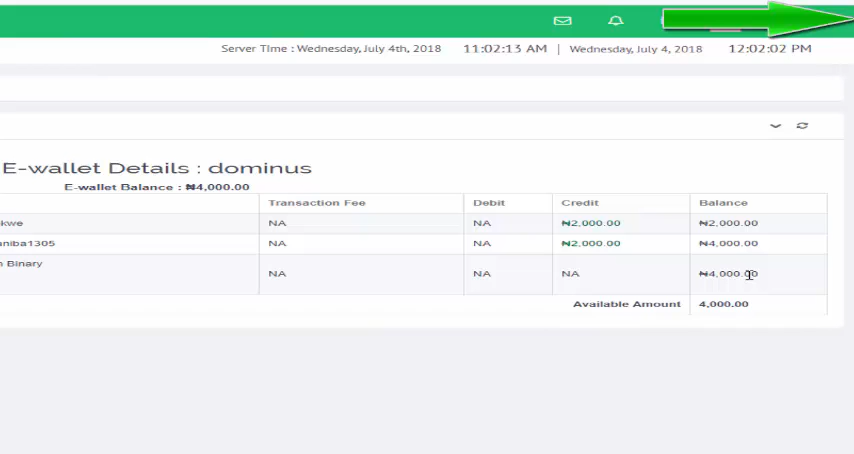 Server TIme : Wednesday, July 4th, 2018 11:02:13 AM | Wednesday, July 4, 2018 12:02:02 PM
E-wallet Details : dominus
E-wallet Balance : ₦4,000.00
Transaction Fee Debit Credit Balance
kwe NA NA ₦2,000.00 ₦2,000.00
aniba1305 NA NA ₦2,000.00 ₦4,000.00
n Binary
NA NA NA ₦4,000.00
Available Amount 4,000.00